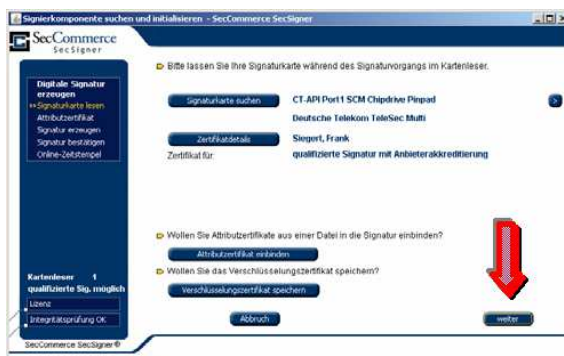 Signierkomponente suchen und initialisieren - SecCommerce SecSigner
SecCommerce
SecSigner
Digitale Signatur
erzeugen
Signaturkarte lesen
Attributzertifikat
Signatur erzeugen
Signatur bestätigen
Online-Zeitstempel
Bitte lassen Sie Ihre Signaturkarte während des Signaturvorgangs im Kartenleser.
Signaturkarte suchen CT-API Port1 SCM Chipdrive Pinpad
Deutsche Telekom TeleSec Multi
Zertifikatdetails Siegert, Frank
Zertifikat für qualifizierte Signatur mit Anbieterakkreditierung
Wollen Sie Attributzertifikate aus einer Datei in die Signatur einbinden?
Attributzertifikat einbinden
Wollen Sie das Verschlüsselungszertifikat speichern?
Verschlüsselungszertifikat speichern
Kartenleser 1
qualifizierte Sig. möglich
Lizenz
Integritätsprüfung OK
Abbruch weiter
SecCommerce SecSigner®